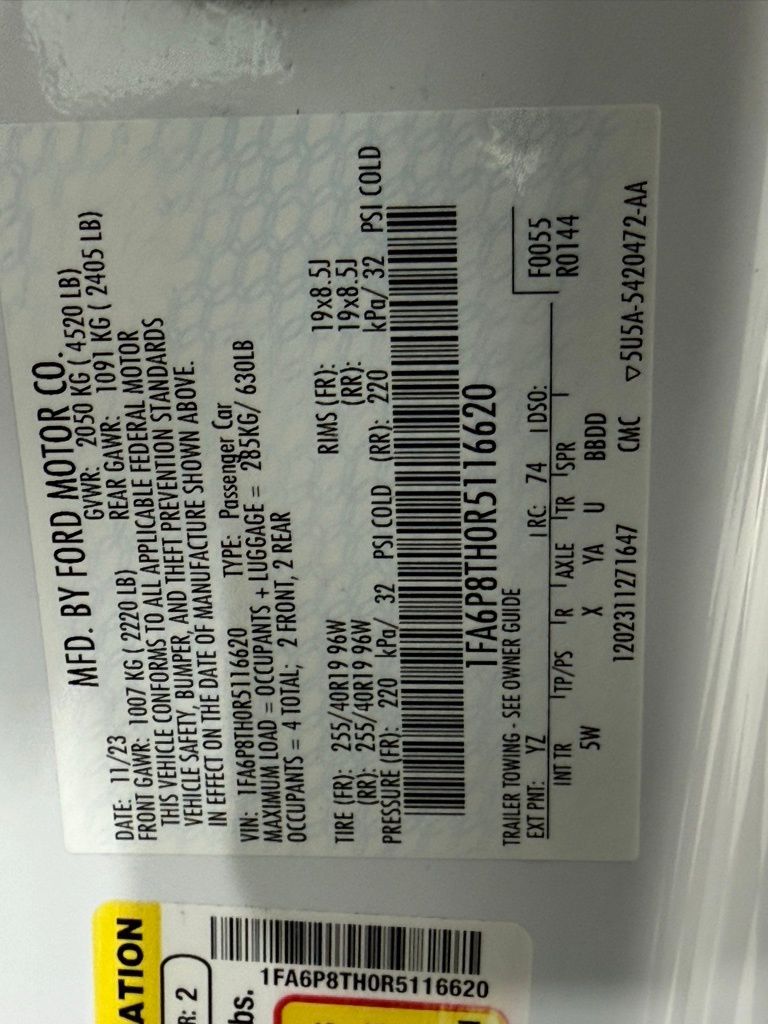 MFD. BY FORD MOTOR CO.
DATE: 11/23 GVWR: 2050 KG ( 4520 LB)
FRONT GAWR: 1007 KG ( 2220 LB) REAR GAWR: 1091 KG ( 2405 LB)
THIS VEHICLE CONFORMS TO ALL APPLICABLE FEDERAL MOTOR
VEHICLE SAFETY, BUMPER, AND THEFT PREVENTION STANDARDS
IN EFFECT ON THE DATE OF MANUFACTURE SHOWN ABOVE.
VIN: 1FA6P8TH0R5116620 TYPE: Passenger Car
MAXIMUM LOAD = OCCUPANTS + LUGGAGE = 285KG/ 630LB
OCCUPANTS = 4 TOTAL; 2 FRONT, 2 REAR
TIRE (FR): 255/40R19 96W RIMS (FR): 19x8.5J
(RR): 255/40R19 96W (RR): 19x8.5J
PRESSURE (FR): 220 kPa/ 32 PSI COLD (RR): 220 kPa/ 32 PSI COLD
1FA6P8TH0R5116620
TRAILER TOWING - SEE OWNER GUIDE
F0055
R0144
EXT PNT: YZ RC: 74 DSO:
INT TR TP/PS R AXLE TR SPR
5W X YA U BBDD
1202311271647 CMC ▽5U5A-5420472-AA
ATION
R: 2
bs.
1FA6P8TH0R5116620